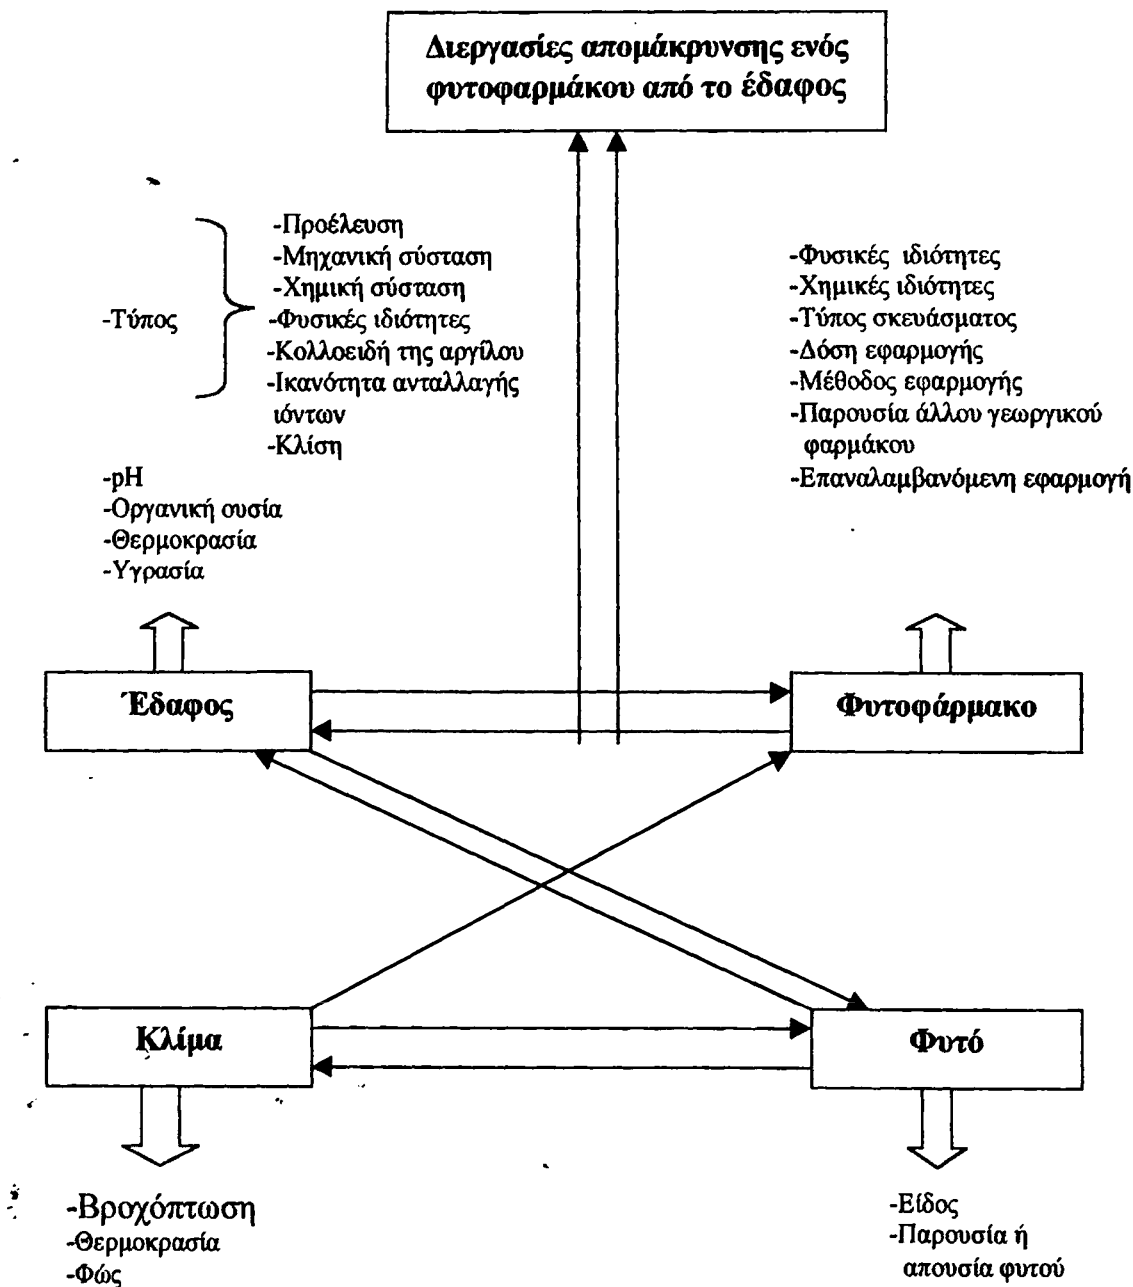 Διεργασίες απομάκρυνσης ενός
φυτοφαρμάκου από το έδαφος
-Τύπος
-Προέλευση
-Μηχανική σύσταση
-Χημική σύσταση
-Φυσικές ιδιότητες
-Κολλοειδή της αργίλου
-Ικανότητα ανταλλαγής
ιόντων
-Κλίση
-pH
-Οργανική ουσία
-Θερμοκρασία
-Υγρασία
-Φυσικές ιδιότητες
-Χημικές ιδιότητες
-Τύπος σκευάσματος
-Δόση εφαρμογής
-Μέθοδος εφαρμογής
-Παρουσία άλλου γεωργικού
φαρμάκου
-Επαναλαμβανόμενη εφαρμογή
Έδαφος
Φυτοφάρμακο
Κλίμα
Φυτό
-Βροχόπτωση
-Θερμοκρασία
-Φώς
-Είδος
-Παρουσία ή
απουσία φυτού